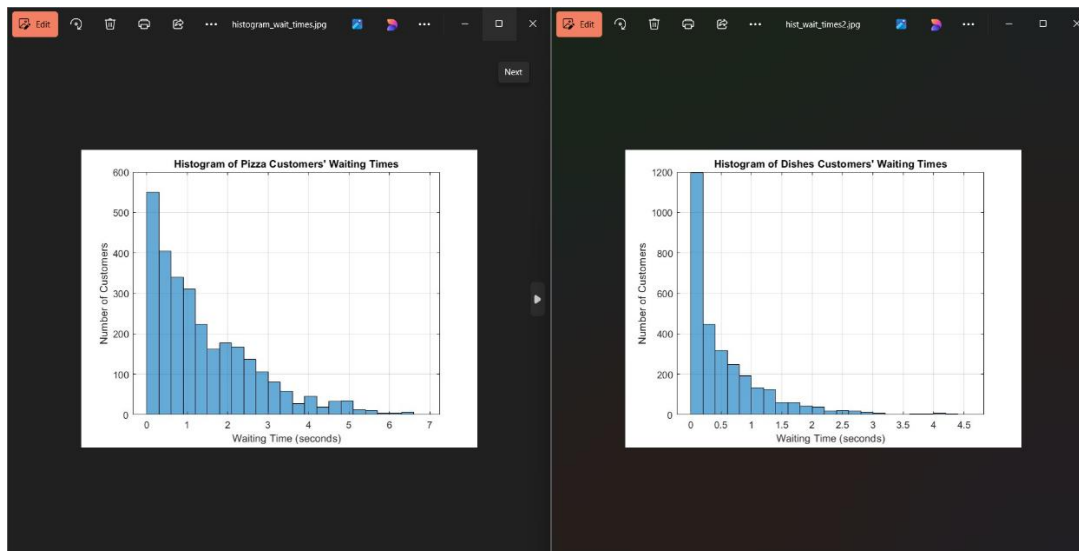 Edit
histogram_wait_times.jpg
Next
Histogram of Pizza Customers' Waiting Times
600
500
400
300
200
100
0
Number of Customers
0 1 2 3 4 5 6 7
Waiting Time (seconds)
Edit
hist_wait_times2.jpg
Histogram of Dishes Customers' Waiting Times
1200
1000
800
600
400
200
0
Number of Customers
0 0.5 1 1.5 2 2.5 3 3.5 4 4.5
Waiting Time (seconds)